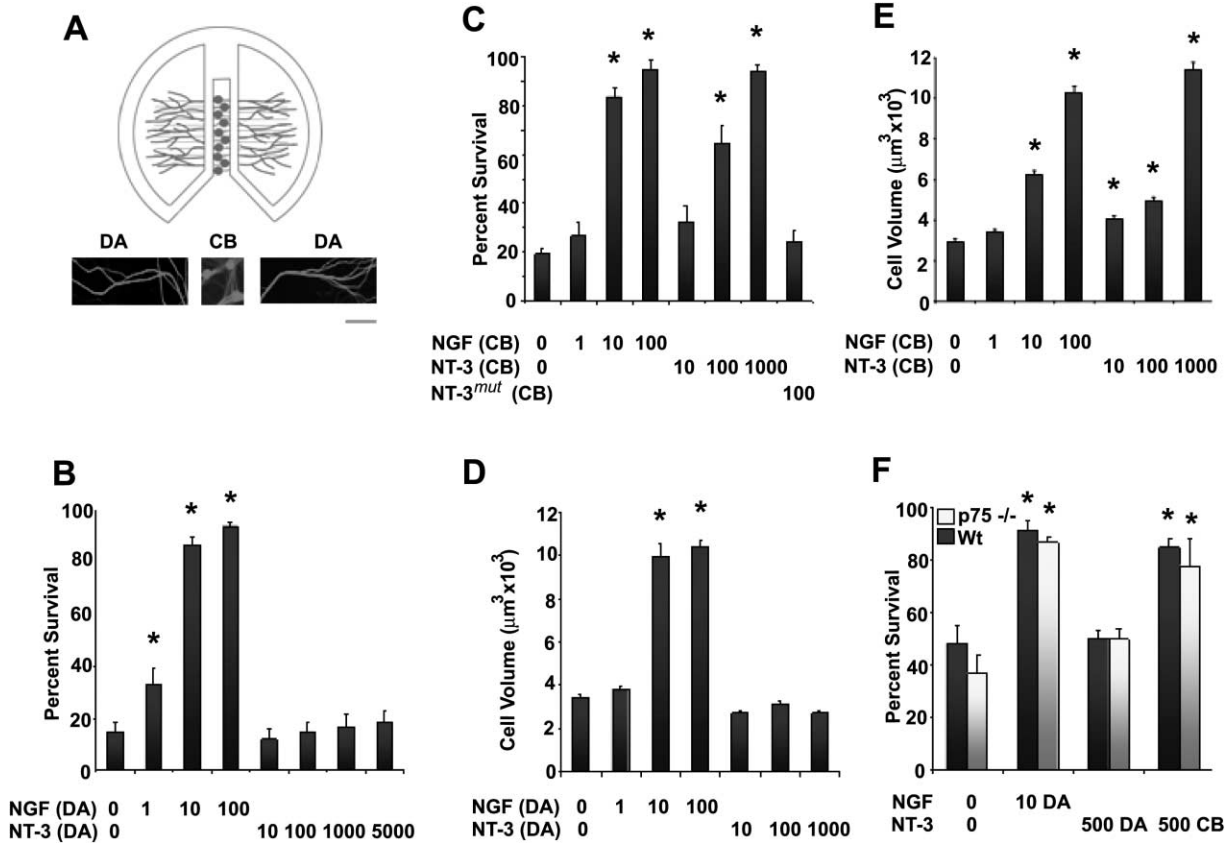 A
DA CB DA
B
Percent Survival
100
80
60
40
20
0
NGF (DA) 0 1 10 100
NT-3 (DA) 0 10 100 1000 5000
C
Percent Survival
100
80
60
40
20
0
* * * *
NGF (CB) 0 1 10 100
NT-3 (CB) 0 10 100 1000
NT-3mut (CB) 100
D
Cell Volume (µm3 x103)
12
10
8
6
4
2
0
* *
NGF (DA) 0 1 10 100
NT-3 (DA) 0 10 100 1000
E
Cell Volume (µm3 x103)
12
10
8
6
4
2
0
* * * * *
NGF (CB) 0 1 10 100
NT-3 (CB) 0 10 100 1000
F
p75 -/-
Wt
Percent Survival
100
80
60
40
20
0
* * * *
NGF 0 10 DA
NT-3 0 500 DA 500 CB